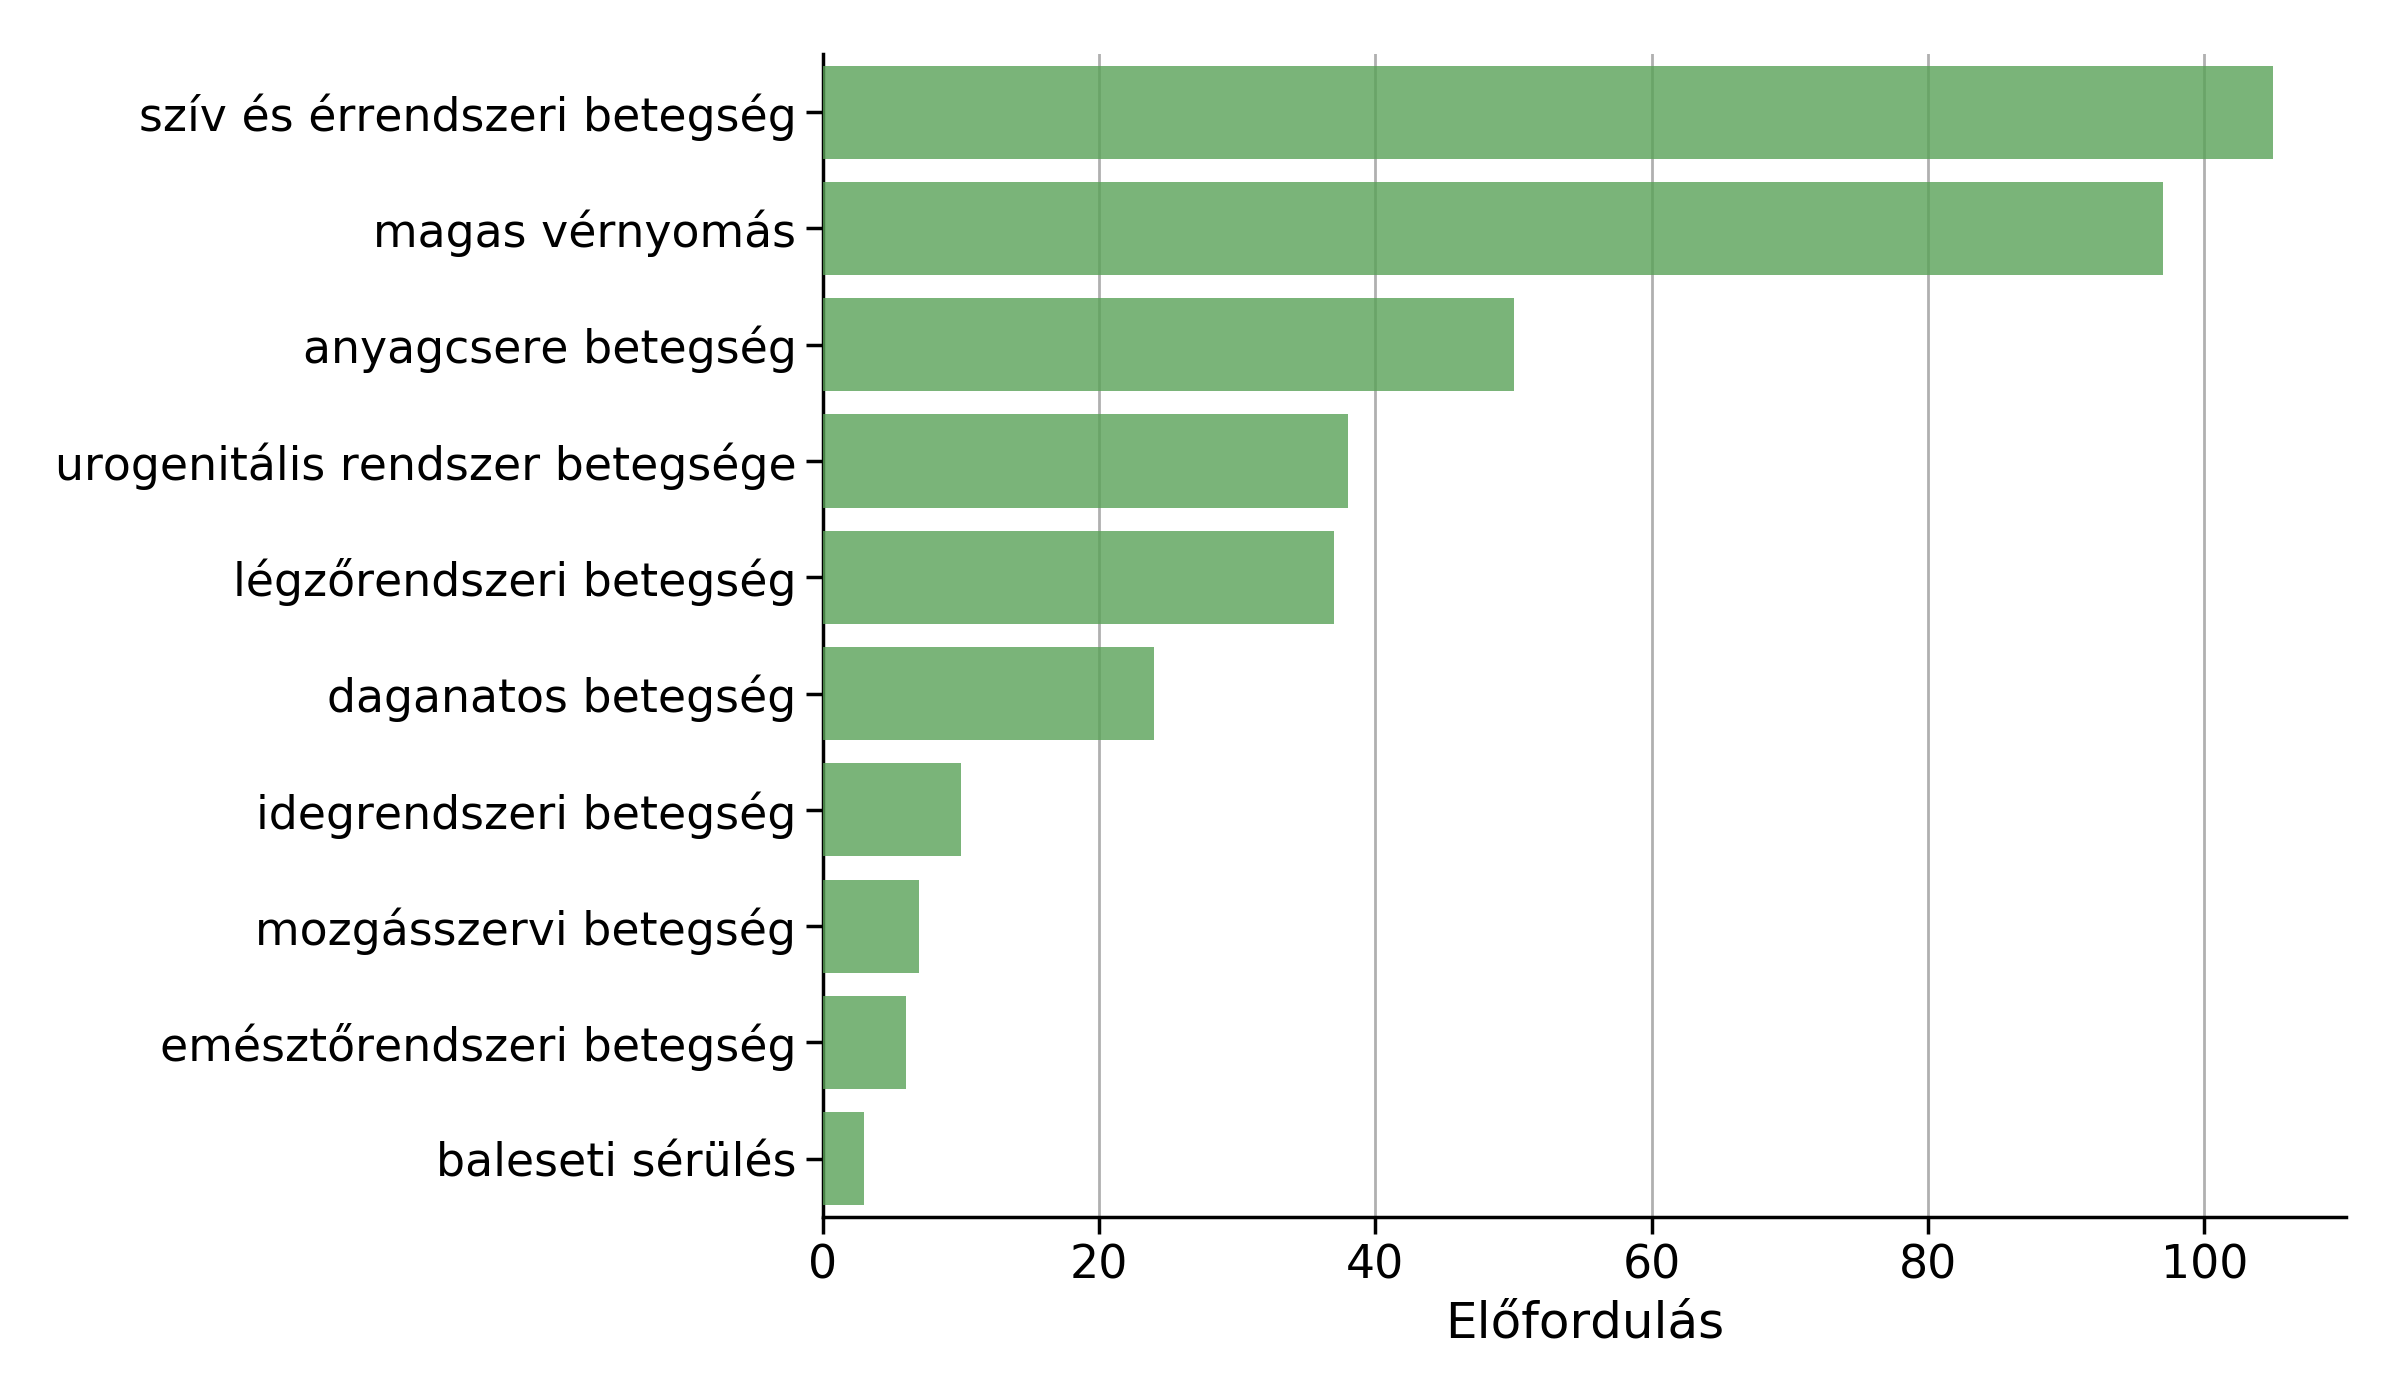 szív és érrendszeri betegség
magas vérnyomás
anyagcsere betegség
urogenitális rendszer betegsége
légzőrendszeri betegség
daganatos betegség
idegrendszeri betegség
mozgásszervi betegség
emésztőrendszeri betegség
baleseti sérülés
0 20 40 60 80 100
Előfordulás